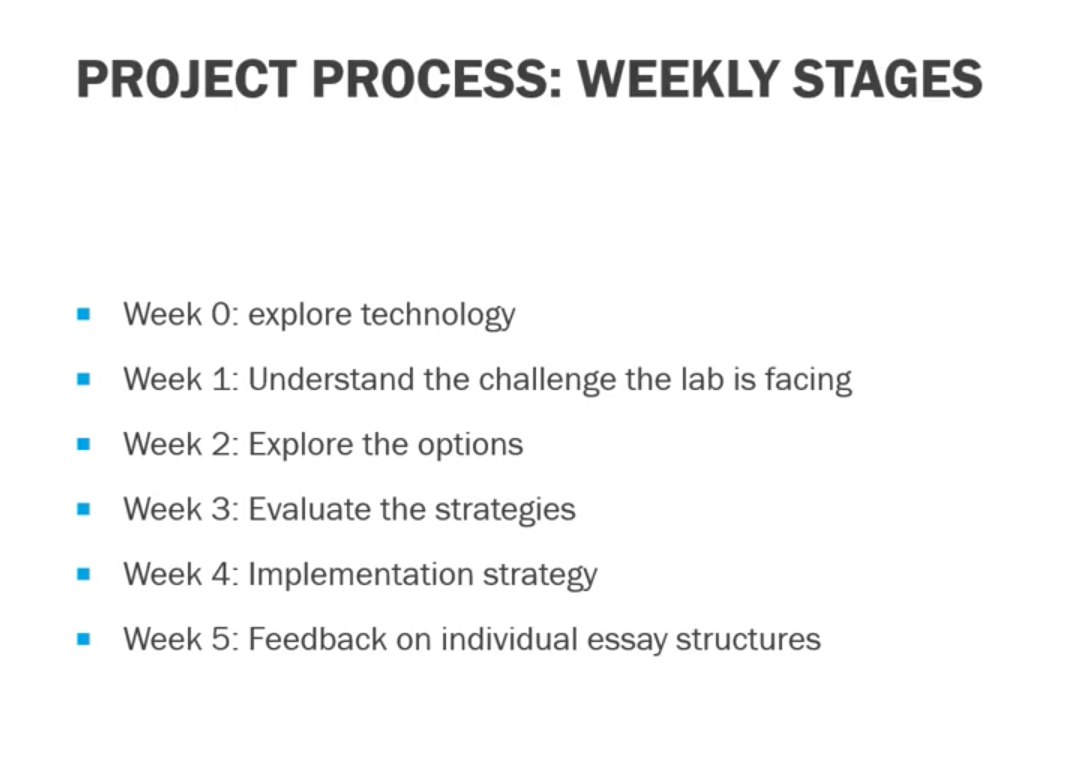 PROJECT PROCESS: WEEKLY STAGES
Week 0: explore technology
Week 1: Understand the challenge the lab is facing
Week 2: Explore the options
Week 3: Evaluate the strategies
Week 4: Implementation strategy
Week 5: Feedback on individual essay structures